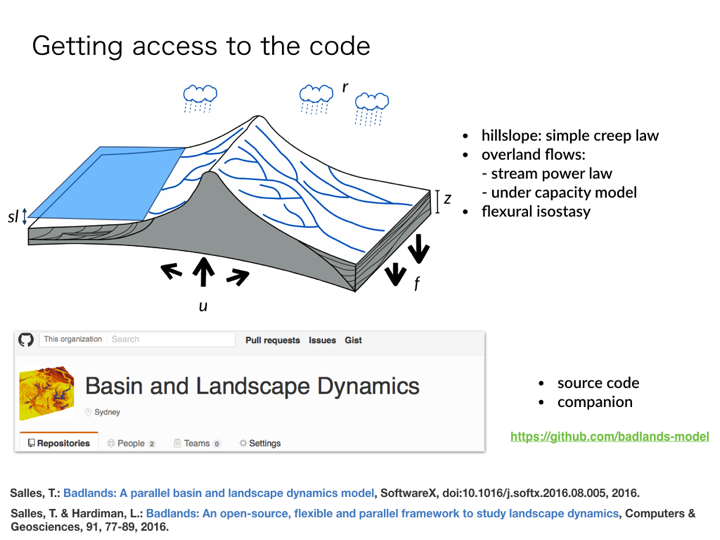 Getting access to the code
r
• hillslope: simple creep law
• overland flows:
- stream power law
- under capacity model
• flexural isostasy
z
sl
f
u
This organization Search Pull requests Issues Gist
Basin and Landscape Dynamics
Sydney
Repositories People 2 Teams 0 Settings
• source code
• companion
https://github.com/badlands-model
Salles, T.: Badlands: A parallel basin and landscape dynamics model, SoftwareX, doi:10.1016/j.softx.2016.08.005, 2016.
Salles, T. & Hardiman, L.: Badlands: An open-source, flexible and parallel framework to study landscape dynamics, Computers &
Geosciences, 91, 77-89, 2016.